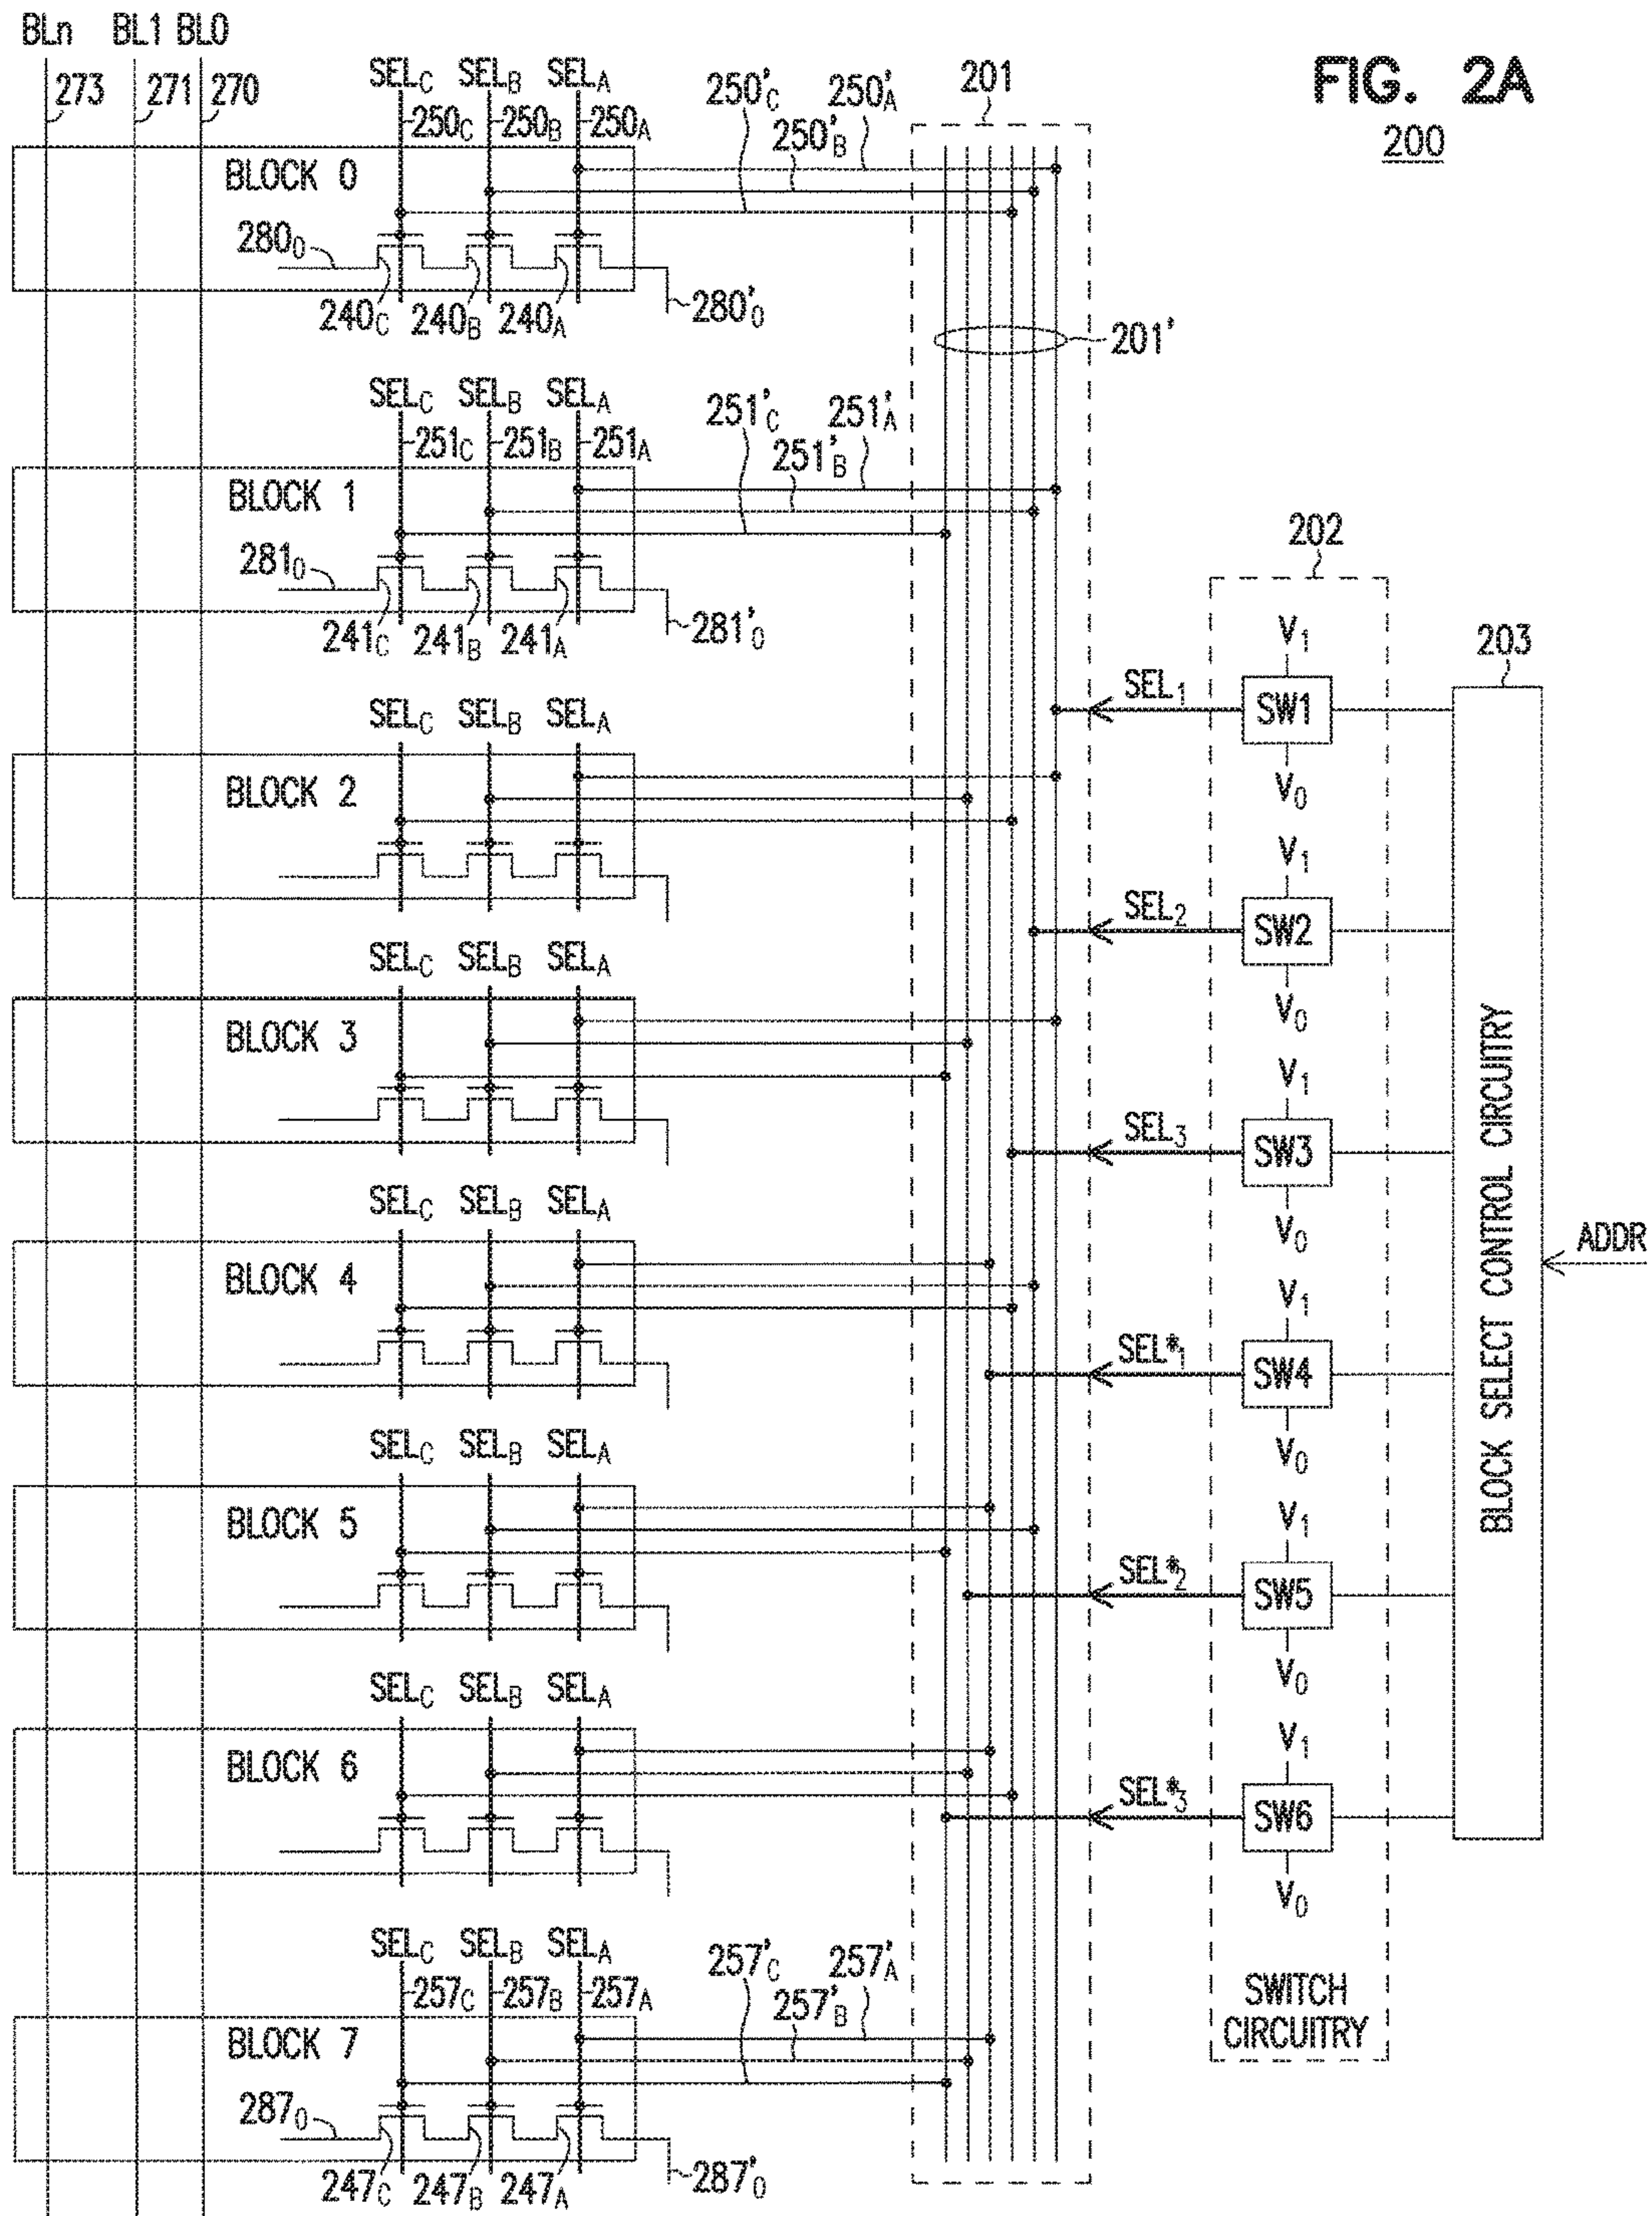 BLn BL1 BL0
273 271 270
FIG. 2A
200
SELC SELB SELA
250C 250B 250A
250'C 250'B 250'A
201
BLOCK 0
280₀
240C 240B 240A
280'₀
201'
SELC SELB SELA
251C 251B 251A
251'C 251'B 251'A
BLOCK 1
281₀
241C 241B 241A
281'₀
SELC SELB SELA
BLOCK 2
SELC SELB SELA
BLOCK 3
SELC SELB SELA
BLOCK 4
SELC SELB SELA
BLOCK 5
SELC SELB SELA
BLOCK 6
SELC SELB SELA
257C 257B 257A
257'C 257'B 257'A
BLOCK 7
287₀
247C 247B 247A
287'₀
202
V₁
SEL₁
SW1
V₀
V₁
SEL₂
SW2
V₀
V₁
SEL₃
SW3
V₀
V₁
SEL*₁
SW4
V₀
V₁
SEL*₂
SW5
V₀
V₁
SEL*₃
SW6
V₀
SWITCH
CIRCUITRY
203
BLOCK SELECT CONTROL CIRCUITRY
ADDR